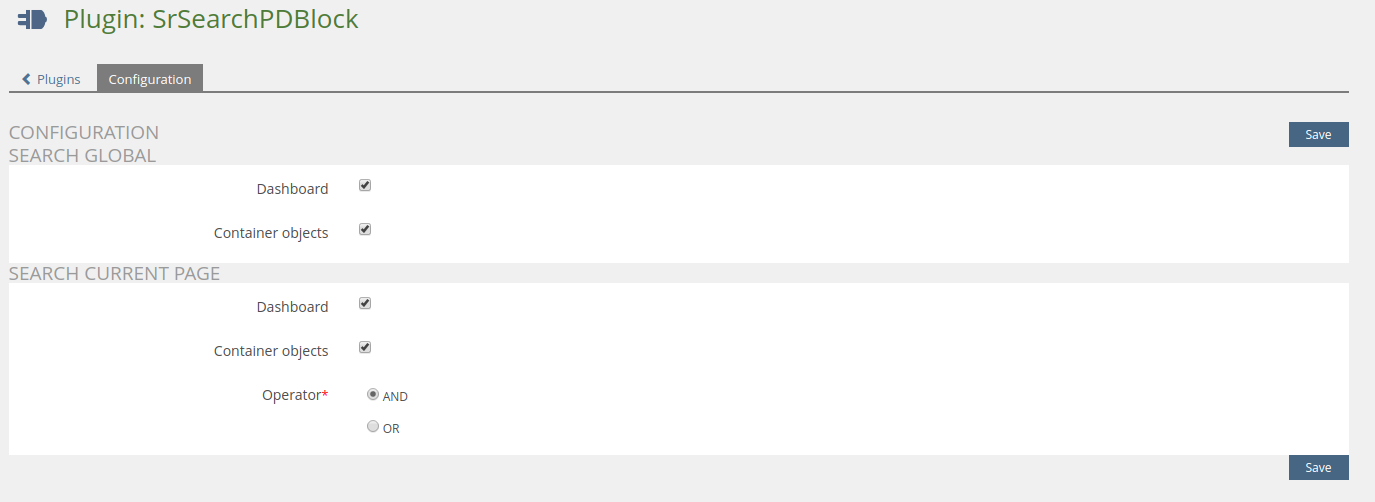 Plugin: SrSearchPDBlock
Plugins
Configuration
CONFIGURATION
Save
SEARCH GLOBAL
Dashboard
Container objects
SEARCH CURRENT PAGE
Dashboard
Container objects
Operator*
AND
OR
Save